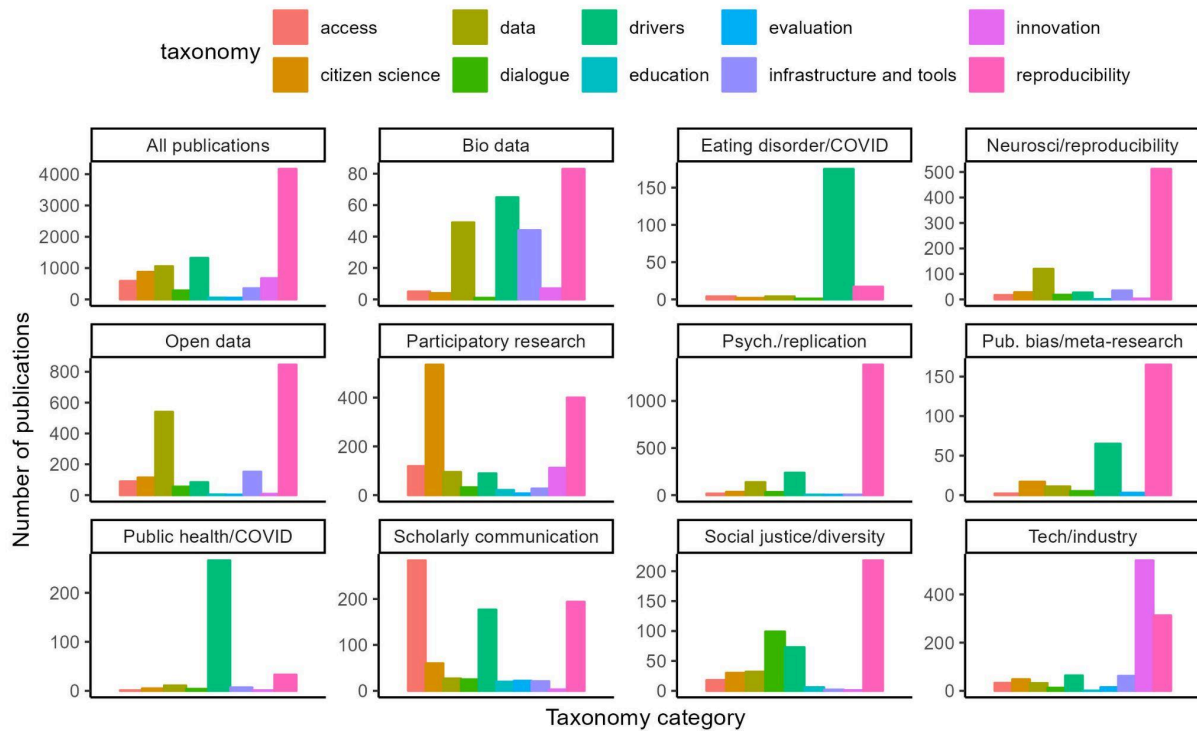 taxonomy
access
data
drivers
evaluation
innovation
citizen science
dialogue
education
infrastructure and tools
reproducibility
Number of publications
All publications
4000
3000
2000
1000
0
Bio data
80
60
40
20
0
Eating disorder/COVID
150
100
50
0
Neurosci/reproducibility
500
400
300
200
100
0
Open data
800
600
400
200
0
Participatory research
400
200
0
Psych./replication
1000
500
0
Pub. bias/meta-research
150
100
50
0
Public health/COVID
200
100
0
Scholarly communication
200
100
0
Social justice/diversity
200
150
100
50
0
Tech/industry
400
200
0
Taxonomy category